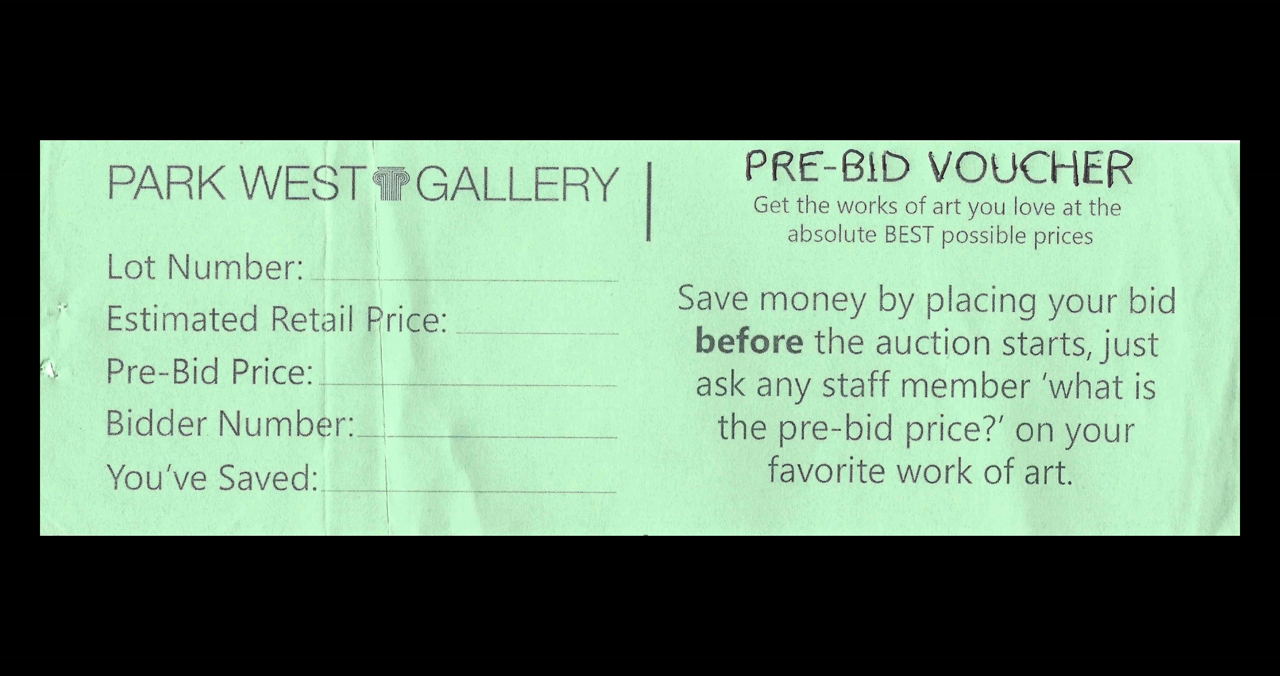 PARK WEST GALLERY
Lot Number:
Estimated Retail Price:
Pre-Bid Price:
Bidder Number:
You've Saved:
PRE-BID VOUCHER
Get the works of art you love at the
absolute BEST possible prices
Save money by placing your bid
before the auction starts, just
ask any staff member ‘what is
the pre-bid price?’ on your
favorite work of art.